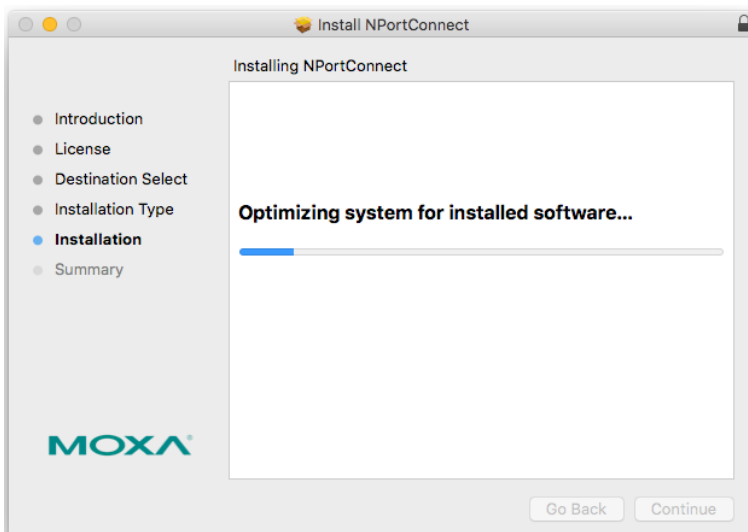 Install NPortConnect
Installing NPortConnect
Introduction
License
Destination Select
Installation Type
Installation
Summary
Optimizing system for installed software...
MOXA®
Go Back
Continue